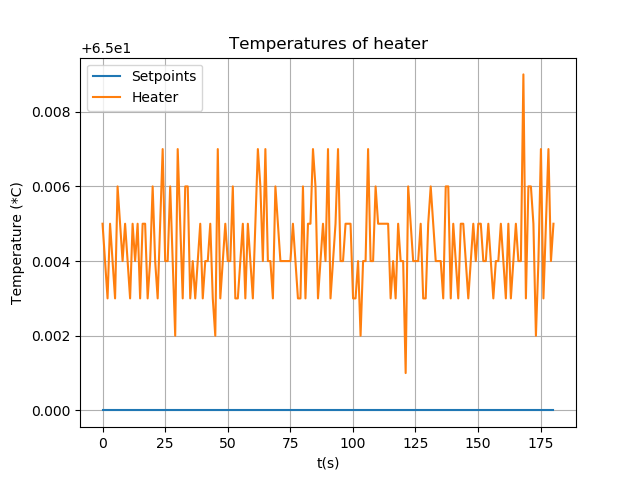 Temperatures of heater
+6.5e1
Setpoints
Heater
0.008
0.006
0.004
0.002
0.000
Temperature (*C)
0 25 50 75 100 125 150 175
t(s)